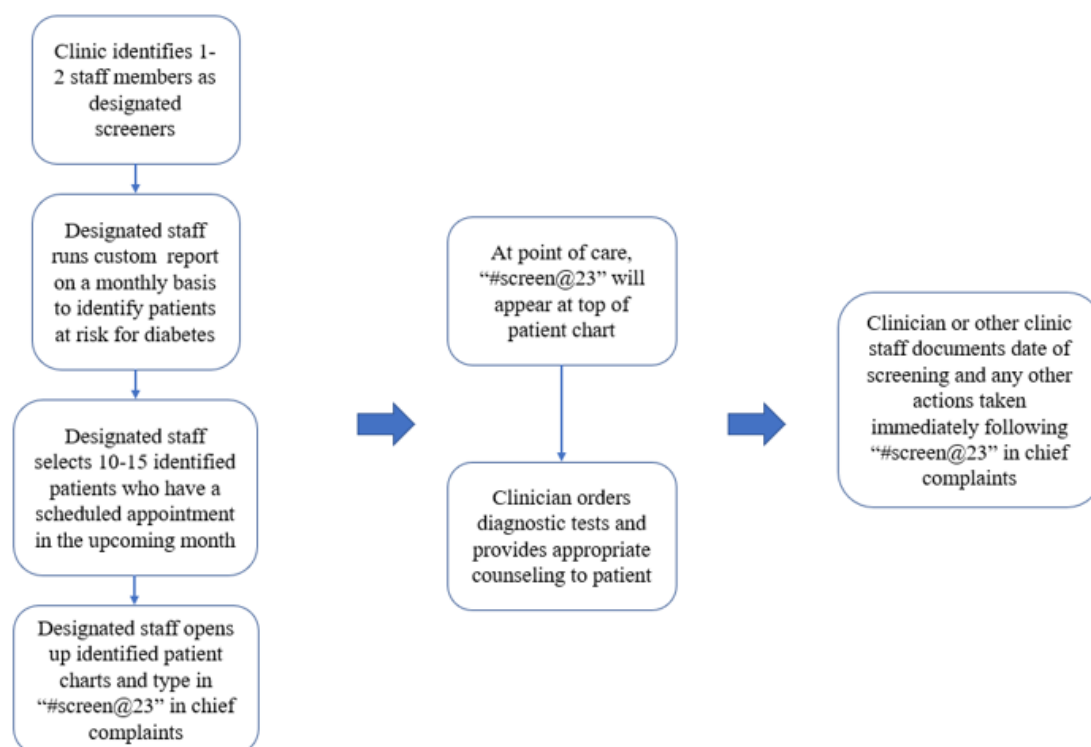 Clinic identifies 1-
2 staff members as
designated
screeners
Designated staff
runs custom report
on a monthly basis
to identify patients
at risk for diabetes
Designated staff
selects 10-15 identified
patients who have a
scheduled appointment
in the upcoming month
Designated staff opens
up identified patient
charts and type in
“#screen@23” in chief
complaints
At point of care,
“#screen@23” will
appear at top of
patient chart
Clinician orders
diagnostic tests and
provides appropriate
counseling to patient
Clinician or other clinic
staff documents date of
screening and any other
actions taken
immediately following
“#screen@23” in chief
complaints